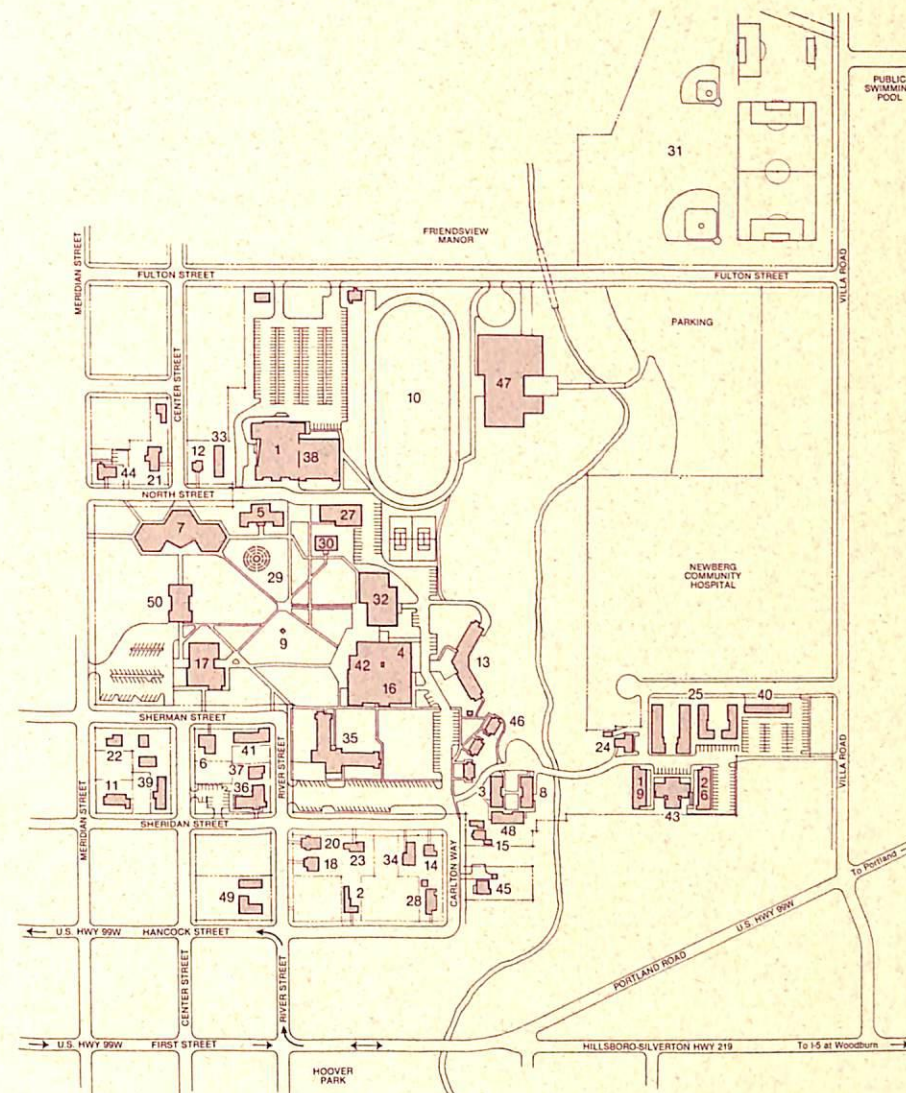 PUBLIC
SWIMMIN
POOL
31
FRIENDSVIEW
MANOR
MERIDIAN STREET
FULTON STREET
FULTON STREET
VILLA ROAD
PARKING
CENTER STREET
10
47
33
12
1
38
44
21
NORTH STREET
5
27
7
30
29
NEWBERG
COMMUNITY
HOSPITAL
50
32
9
4
17
42
13
16
25
40
SHERMAN STREET
46
22
41
35
24
6
RIVER STREET
37
39
11
36
3
8
19
26
VILLA ROAD
43
SHERIDAN STREET
48
MERIDIAN STREET
20
23
34
14
15
18
CARLTON WAY
To Portland
45
49
2
28
U.S. HWY 99W HANCOCK STREET
U.S. HWY 99W
PORTLAND ROAD
CENTER STREET
RIVER STREET
U.S. HWY 99W FIRST STREET
HILLSBORO-SILVERTON HWY 219
To I-5 at Woodburn
HOOVER
PARK